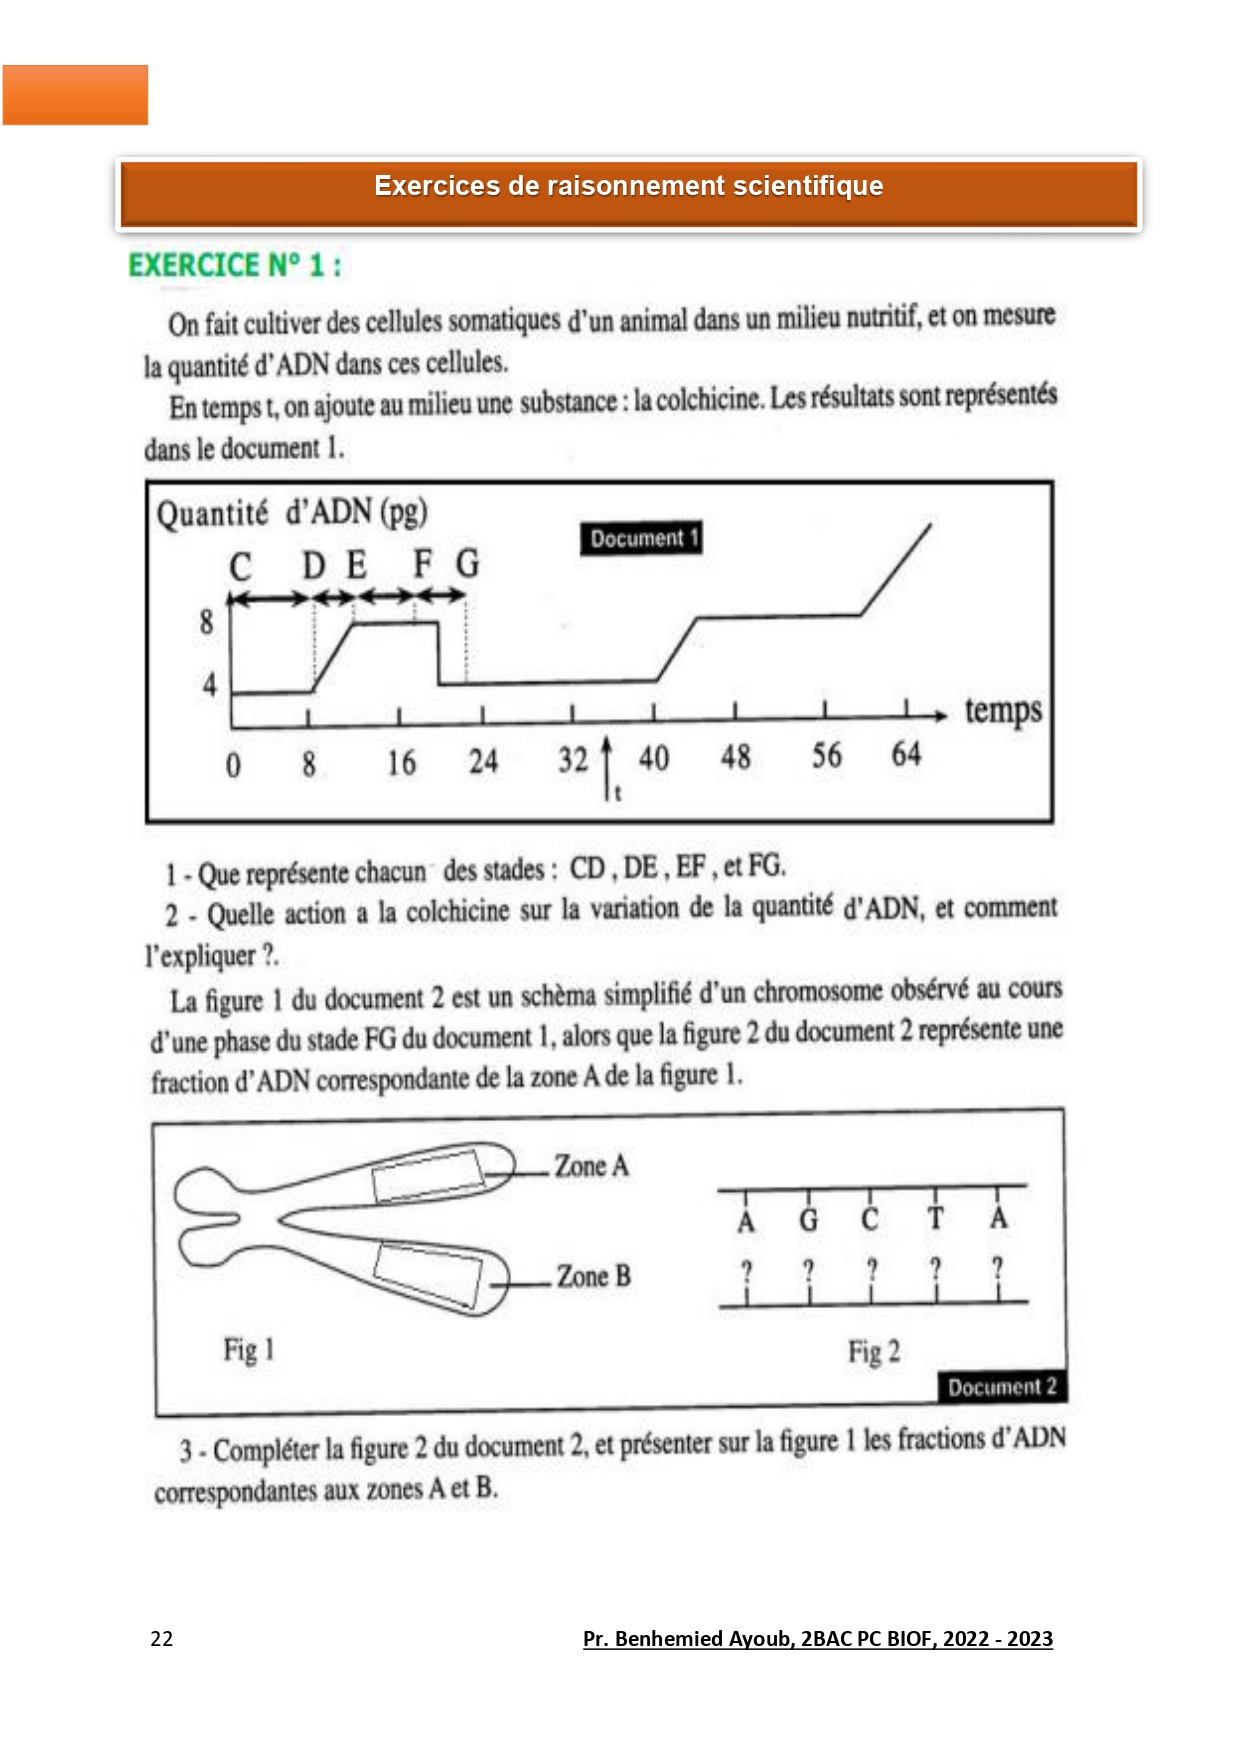 Exercices de raisonnement scientifique
EXERCICE N° 1 :
On fait cultiver des cellules somatiques d'un animal dans un milieu nutritif, et on mesure
la quantité d'ADN dans ces cellules.
En temps t, on ajoute au milieu une substance : la colchicine. Les résultats sont représentés
dans le document 1.
Quantité d'ADN (pg)
Document 1
C D E F G
8
4
temps
0 8 16 24 32 40 48 56 64
t
1 - Que représente chacun des stades : CD , DE , EF , et FG.
2 - Quelle action a la colchicine sur la variation de la quantité d'ADN, et comment
l'expliquer ?.
La figure 1 du document 2 est un schèma simplifié d'un chromosome obsérvé au cours
d'une phase du stade FG du document 1, alors que la figure 2 du document 2 représente une
fraction d'ADN correspondante de la zone A de la figure 1.
Zone A
A G C T A
? ? ? ? ?
Zone B
Fig 1
Fig 2
Document 2
3 - Compléter la figure 2 du document 2, et présenter sur la figure 1 les fractions d'ADN
correspondantes aux zones A et B.
22 Pr. Benhemied Ayoub, 2BAC PC BIOF, 2022 - 2023